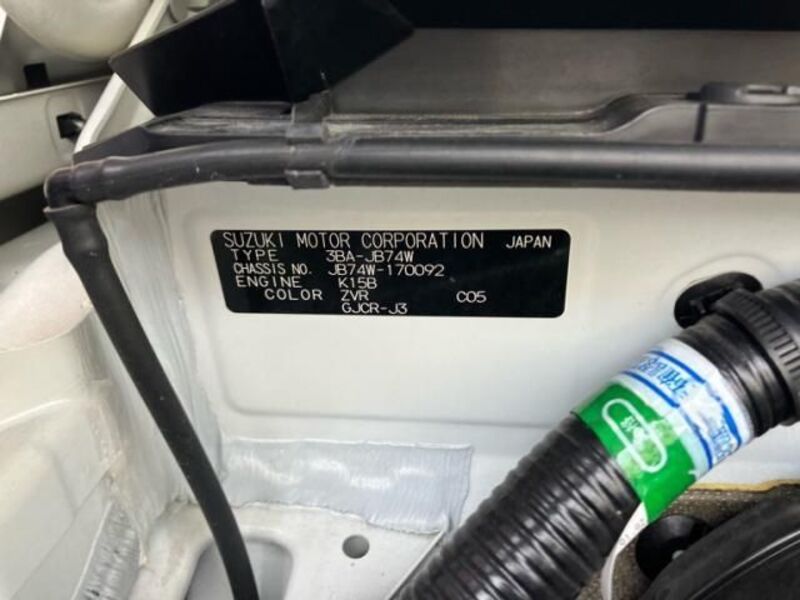 SUZUKI MOTOR CORPORATION JAPAN
TYPE 3BA-JB74W
CHASSIS NO. JB74W-170092
ENGINE K15B
COLOR ZVR C05
GJCR-J3